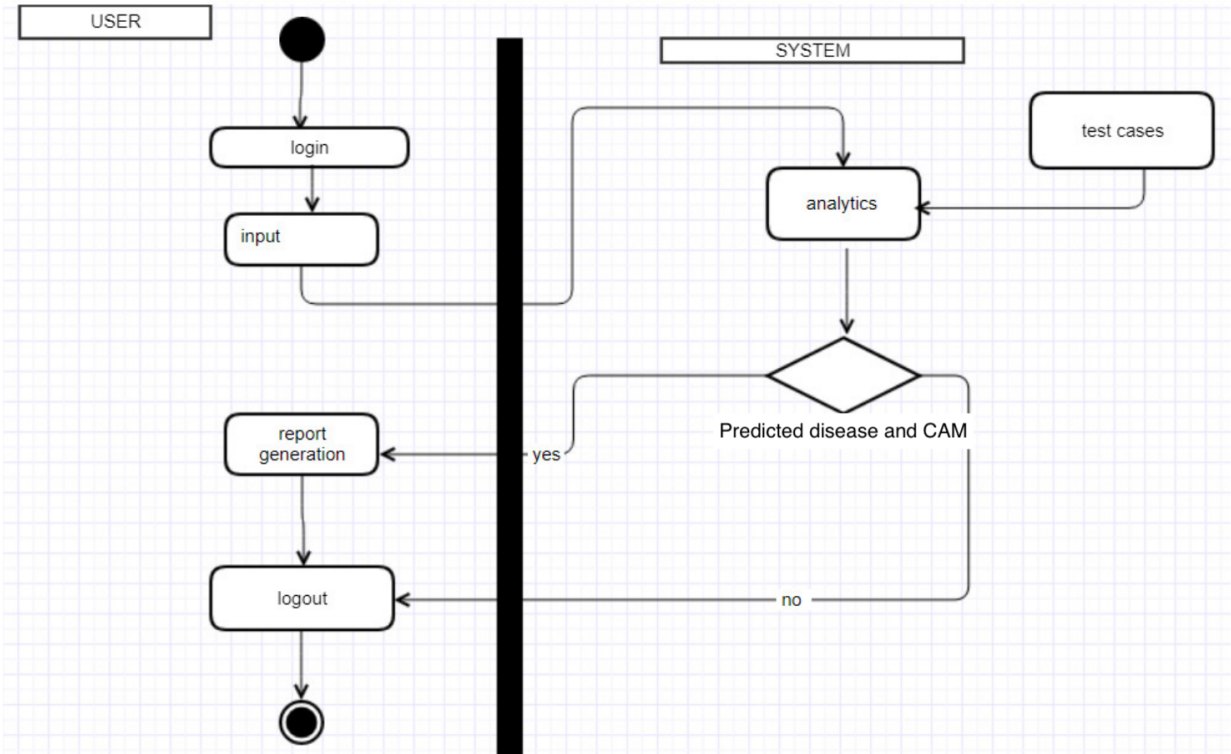 USER
SYSTEM
test cases
login
analytics
input
Predicted disease and CAM
report
generation
yes
logout
no